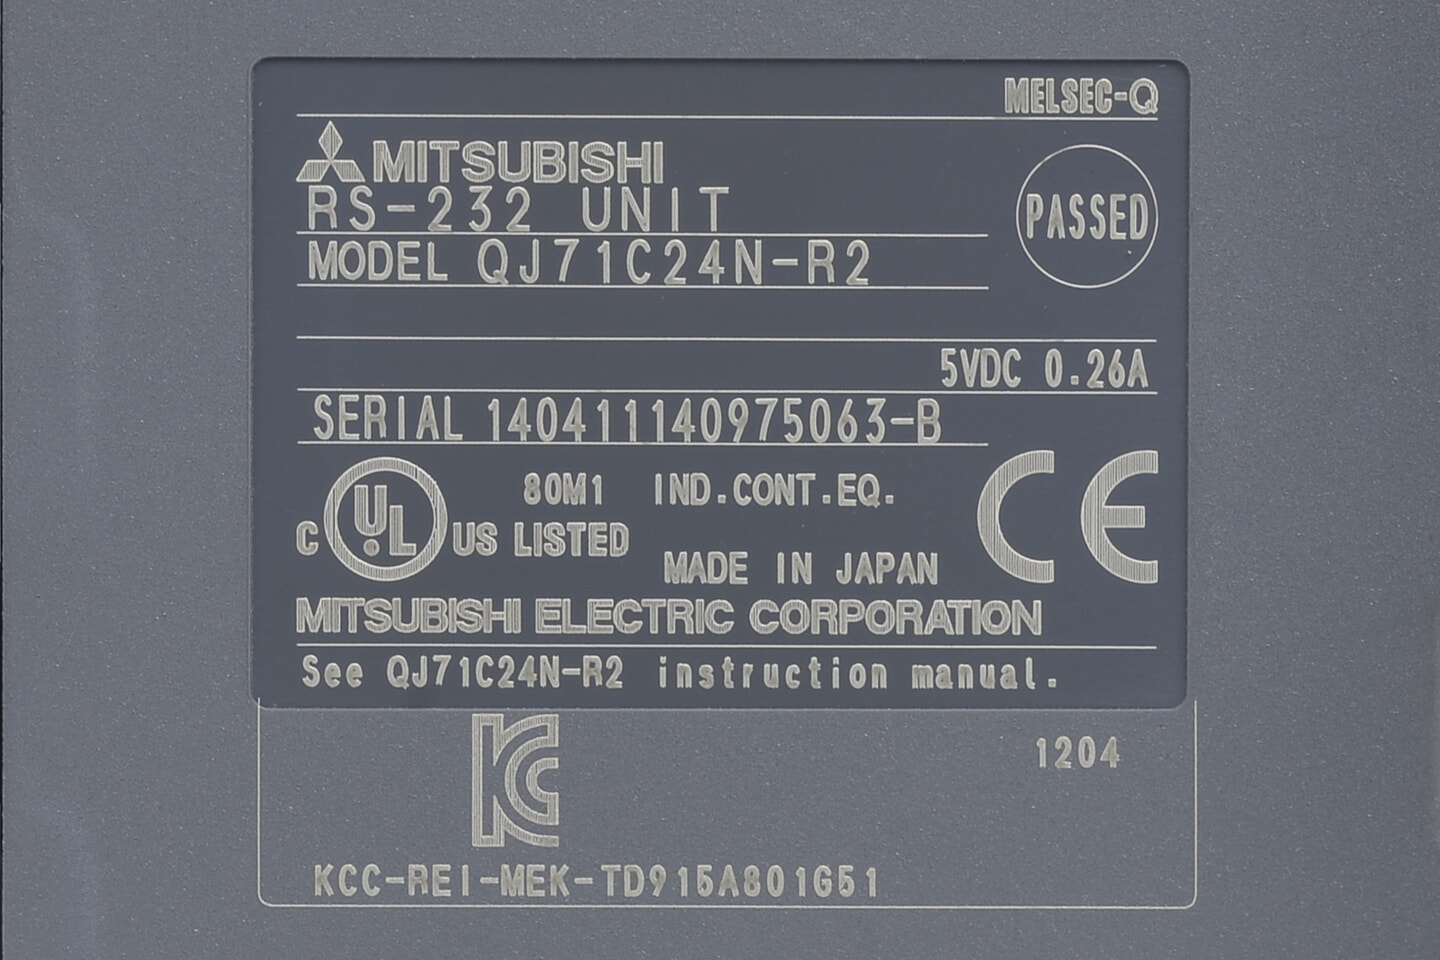 MELSEC-Q
MITSUBISHI
RS-232 UNIT
PASSED
MODEL QJ71C24N-R2
5VDC 0.26A
SERIAL 140411140975063-B
80M1 IND.CONT.EQ.
C UL US LISTED
MADE IN JAPAN
CE
MITSUBISHI ELECTRIC CORPORATION
See QJ71C24N-R2 instruction manual.
KC
1204
KCC-REI-MEK-TD915A801G51